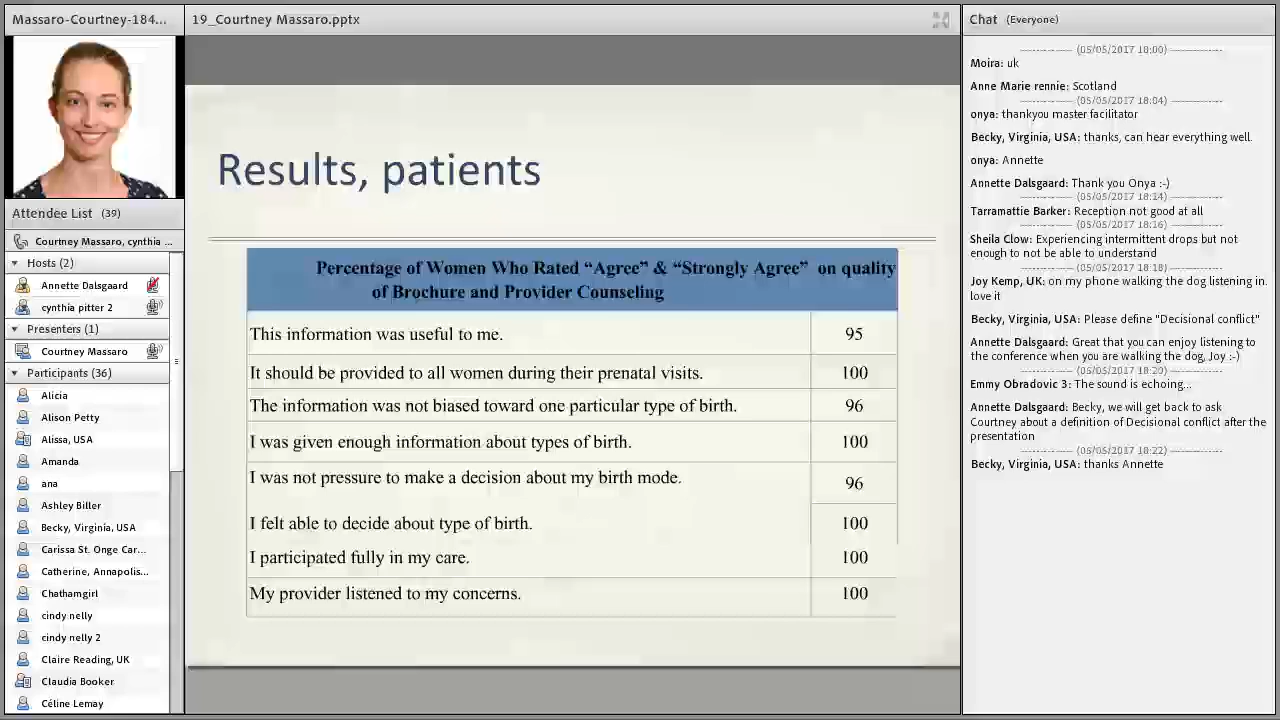 Massaro-Courtney-184...
19_Courtney Massaro.pptx
Chat (Everyone)
Attendee List (39)
Courtney Massaro, cynthia ...
Hosts (2)
Annette Dalsgaard
cynthia pitter 2
Presenters (1)
Courtney Massaro
Participants (36)
Alicia
Alison Petty
Alissa, USA
Amanda
ana
Ashley Biller
Becky, Virginia, USA
Carissa St. Onge Car...
Catherine, Annapolis...
Chathamgirl
cindy nelly
cindy nelly 2
Claire Reading, UK
Claudia Booker
Céline Lemay
Results, patients
Percentage of Women Who Rated “Agree” & “Strongly Agree” on quality
of Brochure and Provider Counseling
This information was useful to me. 95
It should be provided to all women during their prenatal visits. 100
The information was not biased toward one particular type of birth. 96
I was given enough information about types of birth. 100
I was not pressure to make a decision about my birth mode. 96
I felt able to decide about type of birth. 100
I participated fully in my care. 100
My provider listened to my concerns. 100
(05/05/2017 18:00)
Moira: uk
Anne Marie rennie: Scotland
(05/05/2017 18:04)
onya: thankyou master facilitator
Becky, Virginia, USA: thanks, can hear everything well.
onya: Annette
Annette Dalsgaard: Thank you Onya :-)
(05/05/2017 18:14)
Tarramattie Barker: Reception not good at all
(05/05/2017 18:16)
Sheila Clow: Experiencing intermittent drops but not
enough to not be able to understand
(05/05/2017 18:18)
Joy Kemp, UK: on my phone walking the dog listening in.
love it
Becky, Virginia, USA: Please define "Decisional conflict"
Annette Dalsgaard: Great that you can enjoy listening to
the conference when you are walking the dog, Joy :-)
(05/05/2017 18:20)
Emmy Obradovic 3: The sound is echoing...
Annette Dalsgaard: Becky, we will get back to ask
Courtney about a definition of Decisional conflict after the
presentation
(05/05/2017 18:22)
Becky, Virginia, USA: thanks Annette